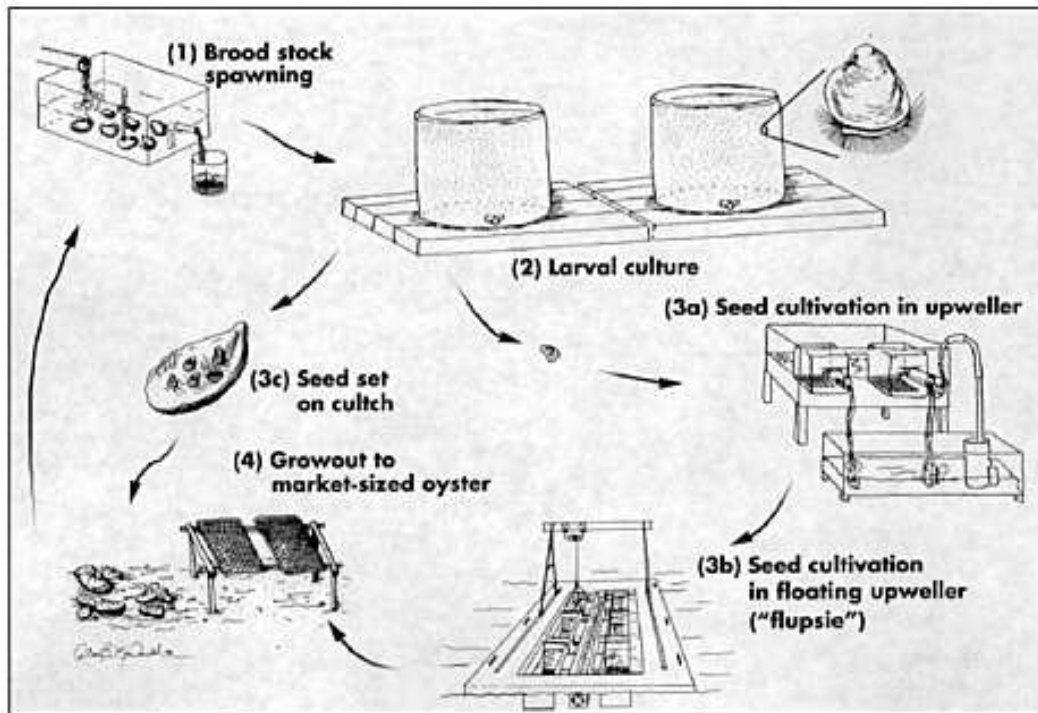 (1) Brood stock
spawning
(2) Larval culture
(3a) Seed cultivation in upweller
(3c) Seed set
on cultch
(4) Growout to
market-sized oyster
(3b) Seed cultivation
in floating upweller
("flupsie")